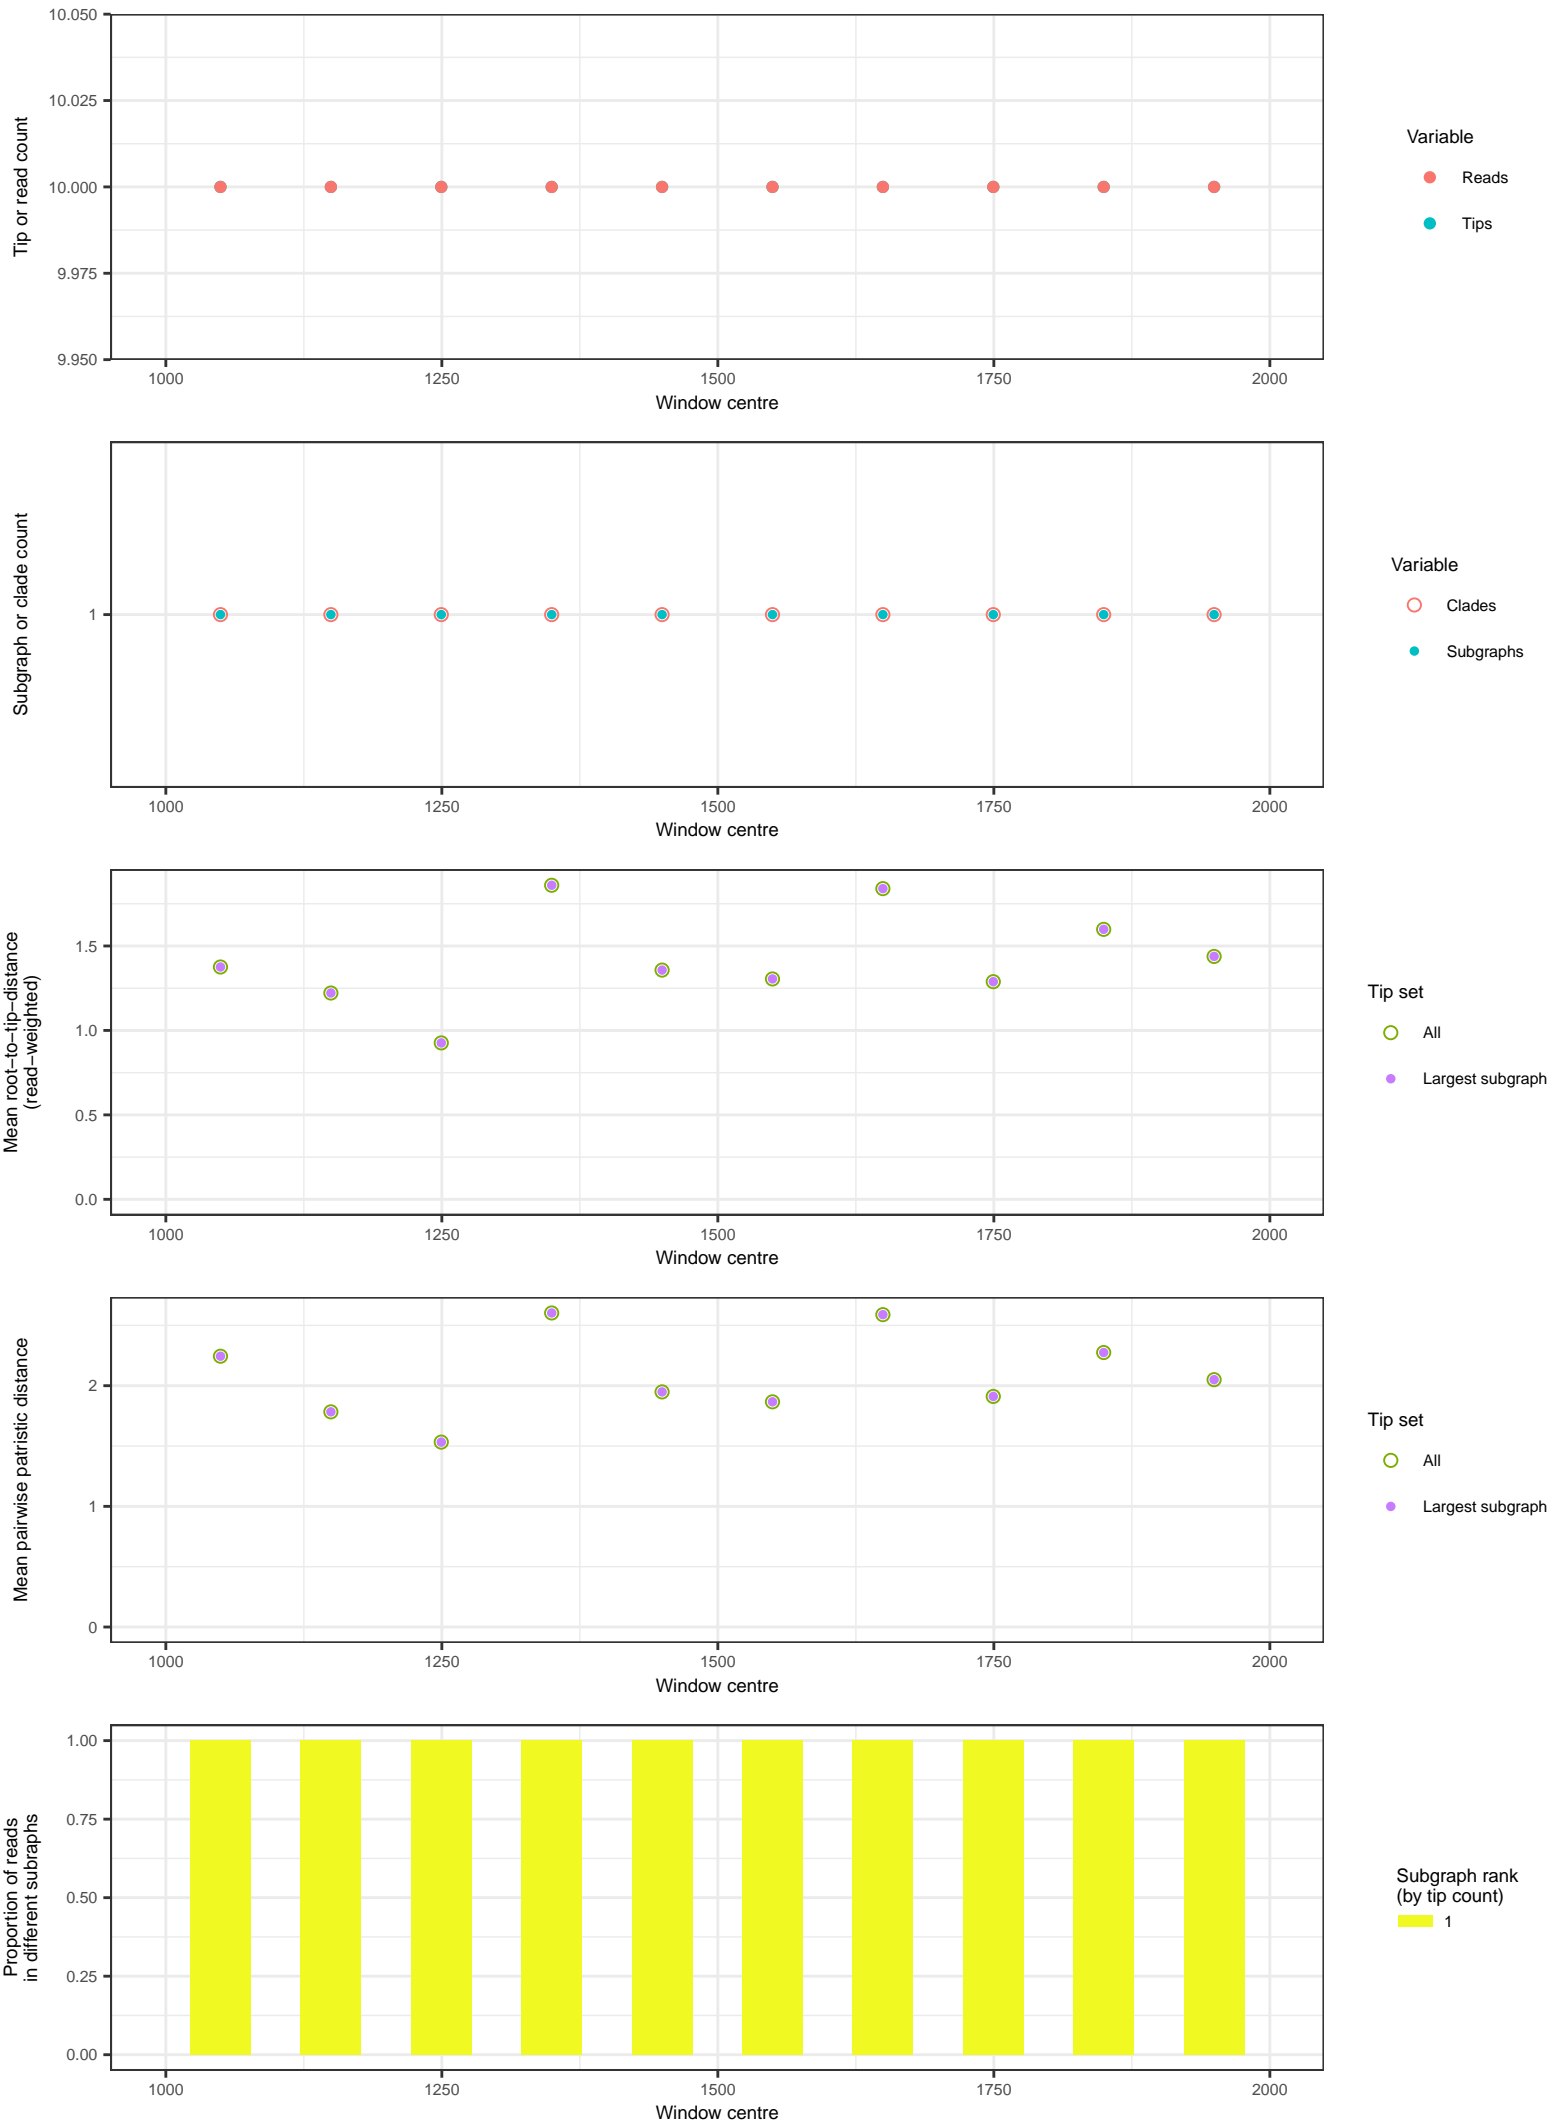 10.050
10.025
10.000
9.975
9.950
Tip or read count
1000 1250 1500 1750 2000
Window centre
Variable
Reads
Tips
1
Subgraph or clade count
1000 1250 1500 1750 2000
Window centre
Variable
Clades
Subgraphs
1.5
1.0
0.5
0.0
Mean root−to−tip−distance
(read−weighted)
1000 1250 1500 1750 2000
Window centre
Tip set
All
Largest subgraph
2
1
0
Mean pairwise patristic distance
1000 1250 1500 1750 2000
Window centre
Tip set
All
Largest subgraph
1.00
0.75
0.50
0.25
0.00
Proportion of reads
in different subraphs
1000 1250 1500 1750 2000
Window centre
Subgraph rank
(by tip count)
1